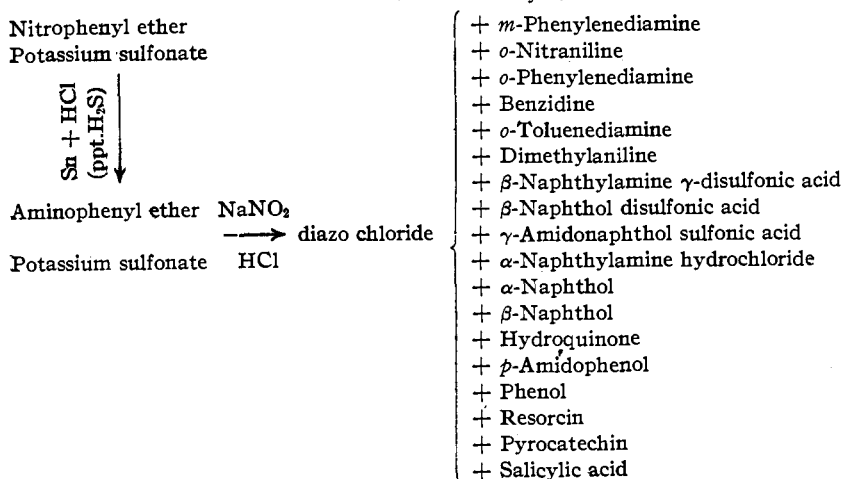 Nitrophenyl ether
Potassium sulfonate
Sn + HCl
(ppt.H₂S)
Aminophenyl ether NaNO₂
diazo chloride
Potassium sulfonate HCl
+ m-Phenylenediamine
+ o-Nitraniline
+ o-Phenylenediamine
+ Benzidine
+ o-Toluenediamine
+ Dimethylaniline
+ β-Naphthylamine γ-disulfonic acid
+ β-Naphthol disulfonic acid
+ γ-Amidonaphthol sulfonic acid
+ α-Naphthylamine hydrochloride
+ α-Naphthol
+ β-Naphthol
+ Hydroquinone
+ p-Amidophenol
+ Phenol
+ Resorcin
+ Pyrocatechin
+ Salicylic acid